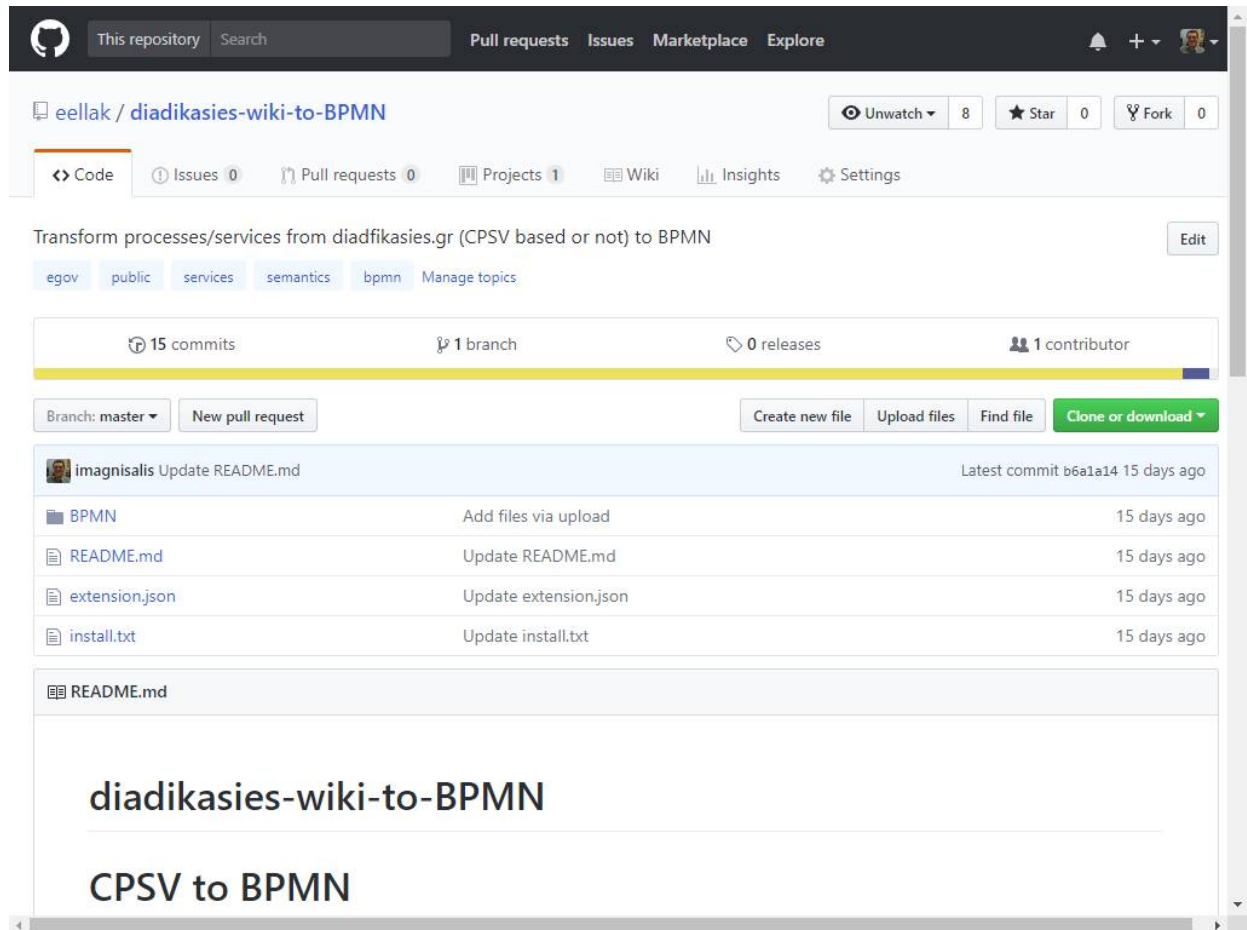 This repository Search Pull requests Issues Marketplace Explore
eellak / diadikasies-wiki-to-BPMN Unwatch 8 Star 0 Fork 0
Code Issues 0 Pull requests 0 Projects 1 Wiki Insights Settings
Transform processes/services from diadfikasies.gr (CPSV based or not) to BPMN Edit
egov public services semantics bpmn Manage topics
15 commits 1 branch 0 releases 1 contributor
Branch: master New pull request Create new file Upload files Find file Clone or download
imagnisalis Update README.md Latest commit b6a1a14 15 days ago
BPMN Add files via upload 15 days ago
README.md Update README.md 15 days ago
extension.json Update extension.json 15 days ago
install.txt Update install.txt 15 days ago
README.md
diadikasies-wiki-to-BPMN
CPSV to BPMN